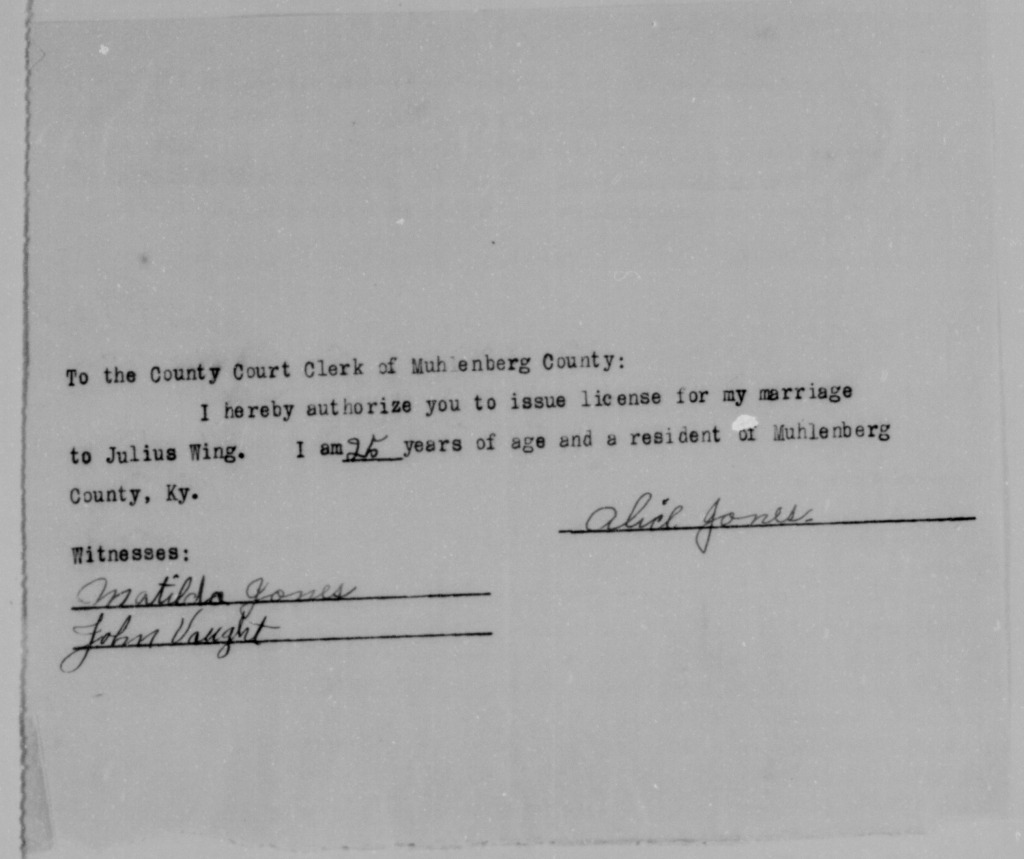 To the County Court Clerk of Muhlenberg County:
I hereby authorize you to issue license for my marriage
to Julius Wing. I am 25 years of age and a resident of Muhlenberg
County, Ky.
Alice Jones.
Witnesses:
Matilda Jones
John Vaught